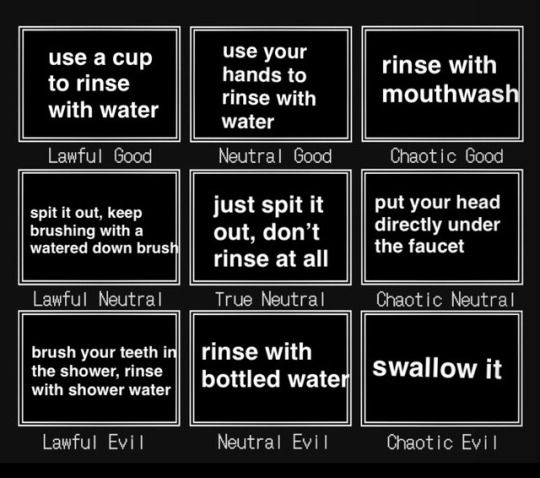 use a cup
to rinse
with water
Lawful Good
use your
hands to
rinse with
water
Neutral Good
rinse with
mouthwash
Chaotic Good
spit it out, keep
brushing with a
watered down brush
Lawful Neutral
just spit it
out, don't
rinse at all
True Neutral
put your head
directly under
the faucet
Chaotic Neutral
brush your teeth in
the shower, rinse
with shower water
Lawful Evil
rinse with
bottled water
Neutral Evil
swallow it
Chaotic Evil